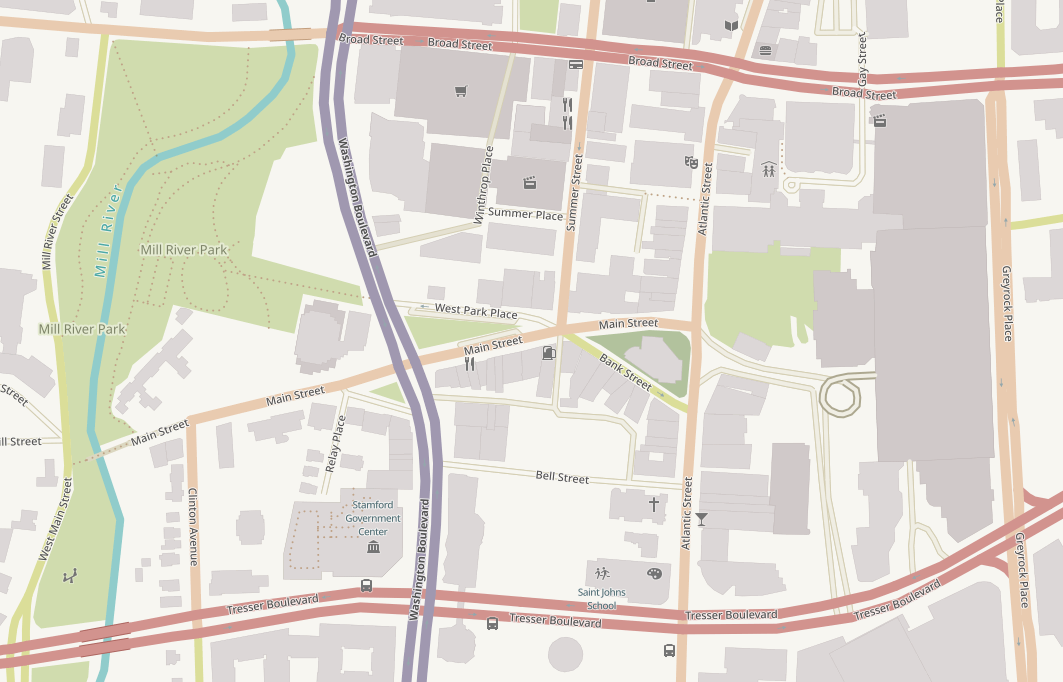 Place
Broad Street
Broad Street
Broad Street
Gay Street
Broad Street
Washington Boulevard
Winthrop Place
Summer Street
Atlantic Street
Mill River Street
Mill River
Summer Place
Mill River Park
Greyrock Place
West Park Place
Main Street
Mill River Park
Main Street
Bank Street
Street
Main Street
Main Street
ill Street
Relay Place
Bell Street
Clinton Avenue
West Main Street
Stamford
Government
Center
Washington Boulevard
Atlantic Street
Greyrock Place
Saint Johns
School
Tresser Boulevard
Tresser Boulevard
Tresser Boulevard
Tresser Boulevard